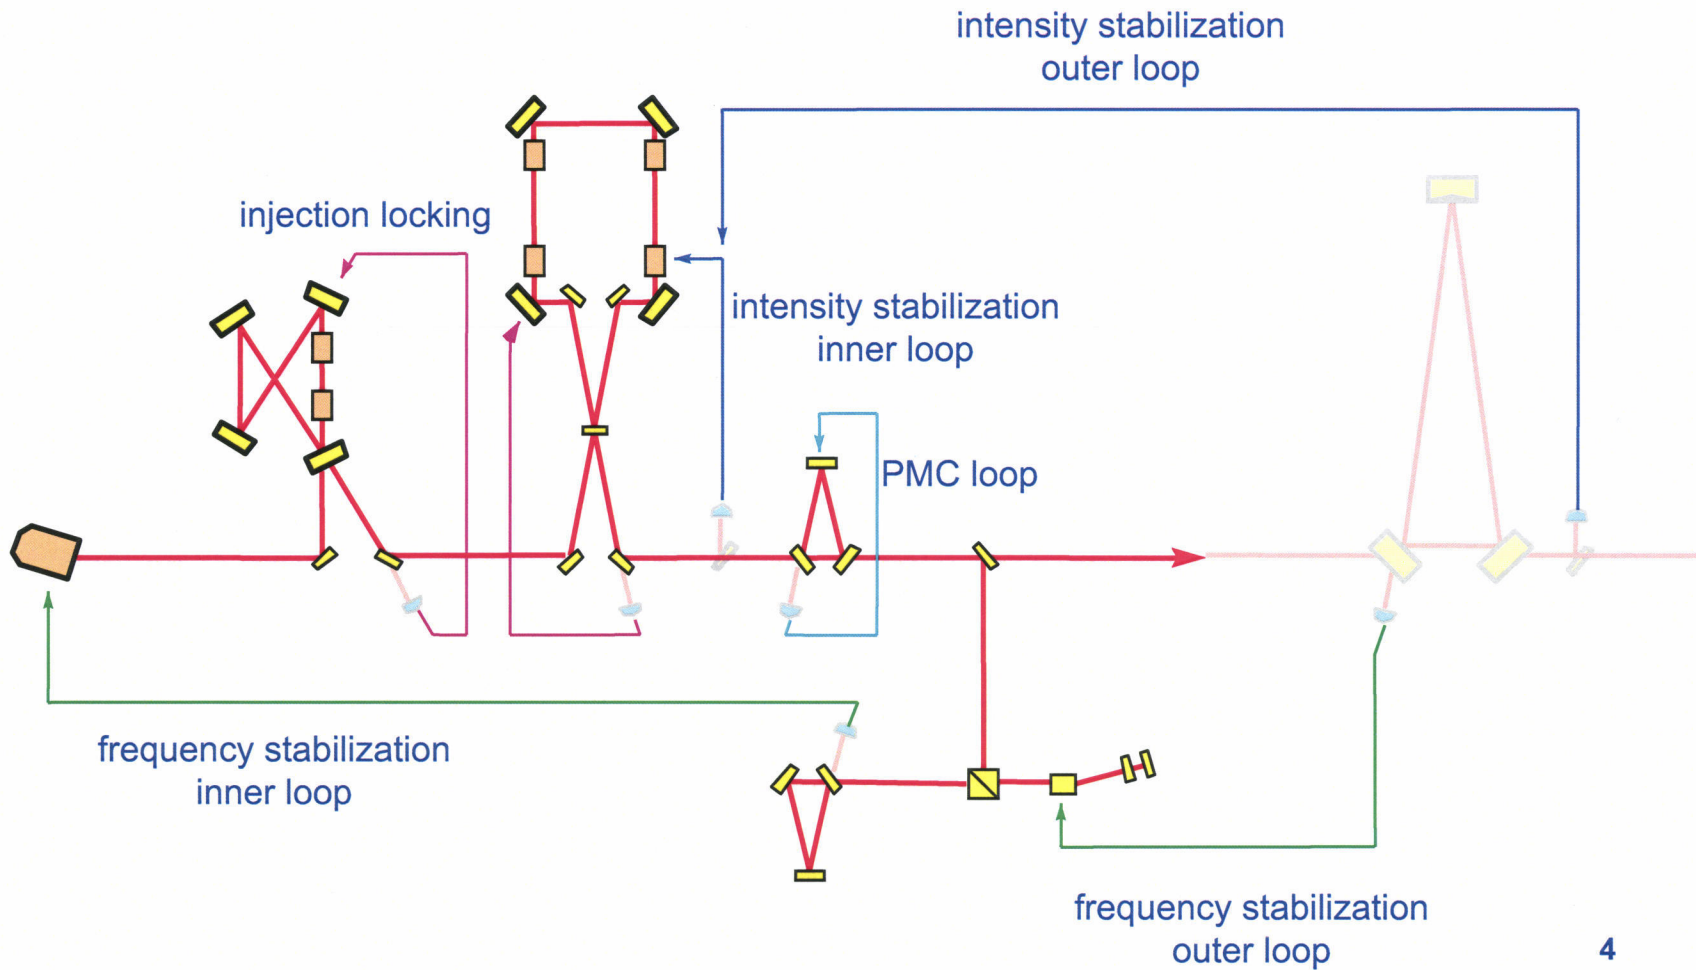 intensity stabilization
outer loop
injection locking
intensity stabilization
inner loop
PMC loop
frequency stabilization
inner loop
frequency stabilization
outer loop
4